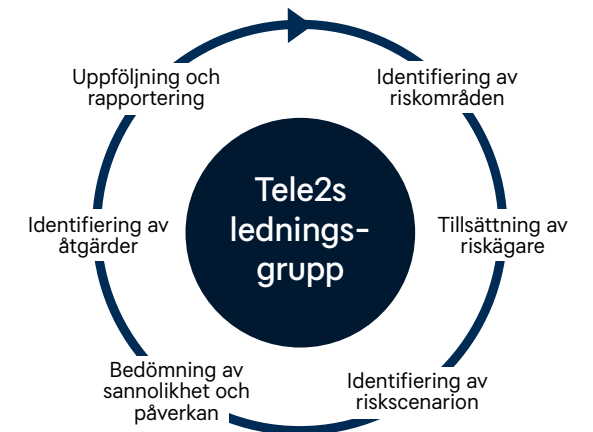 Uppföljning och
rapportering
Identifiering av
riskområden
Tele2s
lednings-
grupp
Identifiering av
åtgärder
Tillsättning av
riskägare
Bedömning av
sannolikhet och
påverkan
Identifiering av
riskscenarion